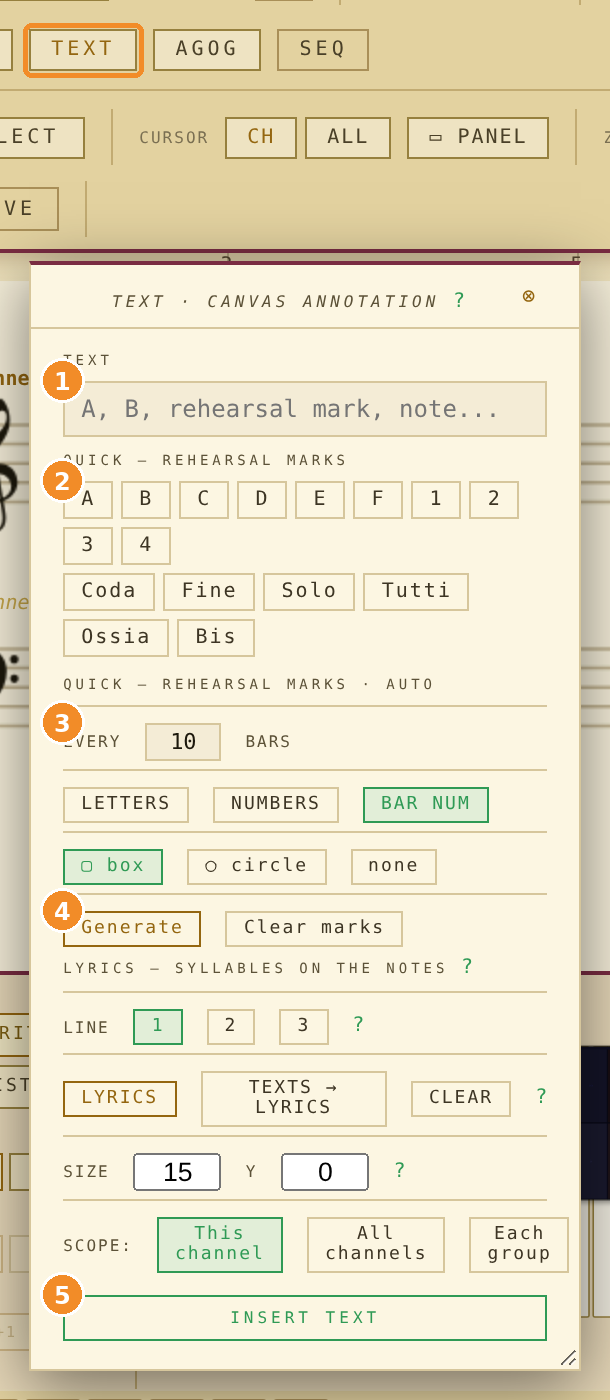 TEXT AGOG SEQ
LECT CURSOR CH ALL ▭ PANEL
VE
TEXT · CANVAS ANNOTATION ? ⊗
TEXT
1
A, B, rehearsal mark, note...
QUICK — REHEARSAL MARKS
2
A B C D E F 1 2
3 4
Coda Fine Solo Tutti
Ossia Bis
QUICK — REHEARSAL MARKS · AUTO
3
EVERY 10 BARS
LETTERS NUMBERS BAR NUM
▢ box ○ circle none
4
Generate Clear marks
LYRICS — SYLLABLES ON THE NOTES ?
LINE 1 2 3 ?
LYRICS TEXTS → LYRICS CLEAR ?
SIZE 15 Y 0 ?
SCOPE: This channel All channels Each group
5
INSERT TEXT